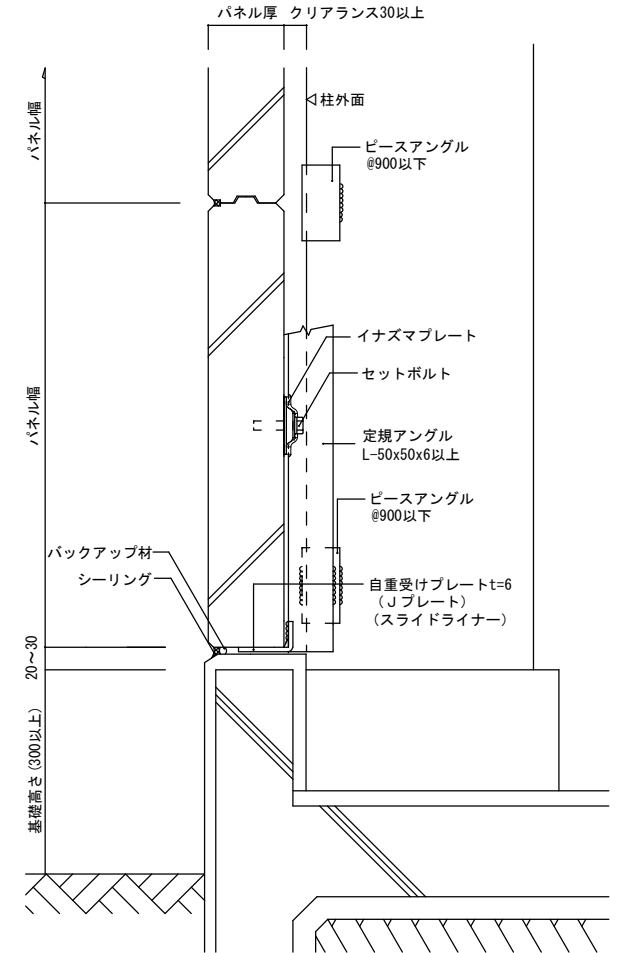 パネル厚 クリアランス30以上
◁柱外面
パネル幅
ピースアングル
@900以下
イナズマプレート
セットボルト
パネル幅
定規アングル
L-50x50x6以上
ピースアングル
@900以下
バックアップ材
シーリング
自重受けプレートt=6
(Jプレート)
(スライドライナー)
20~30
基礎高さ(300以上)